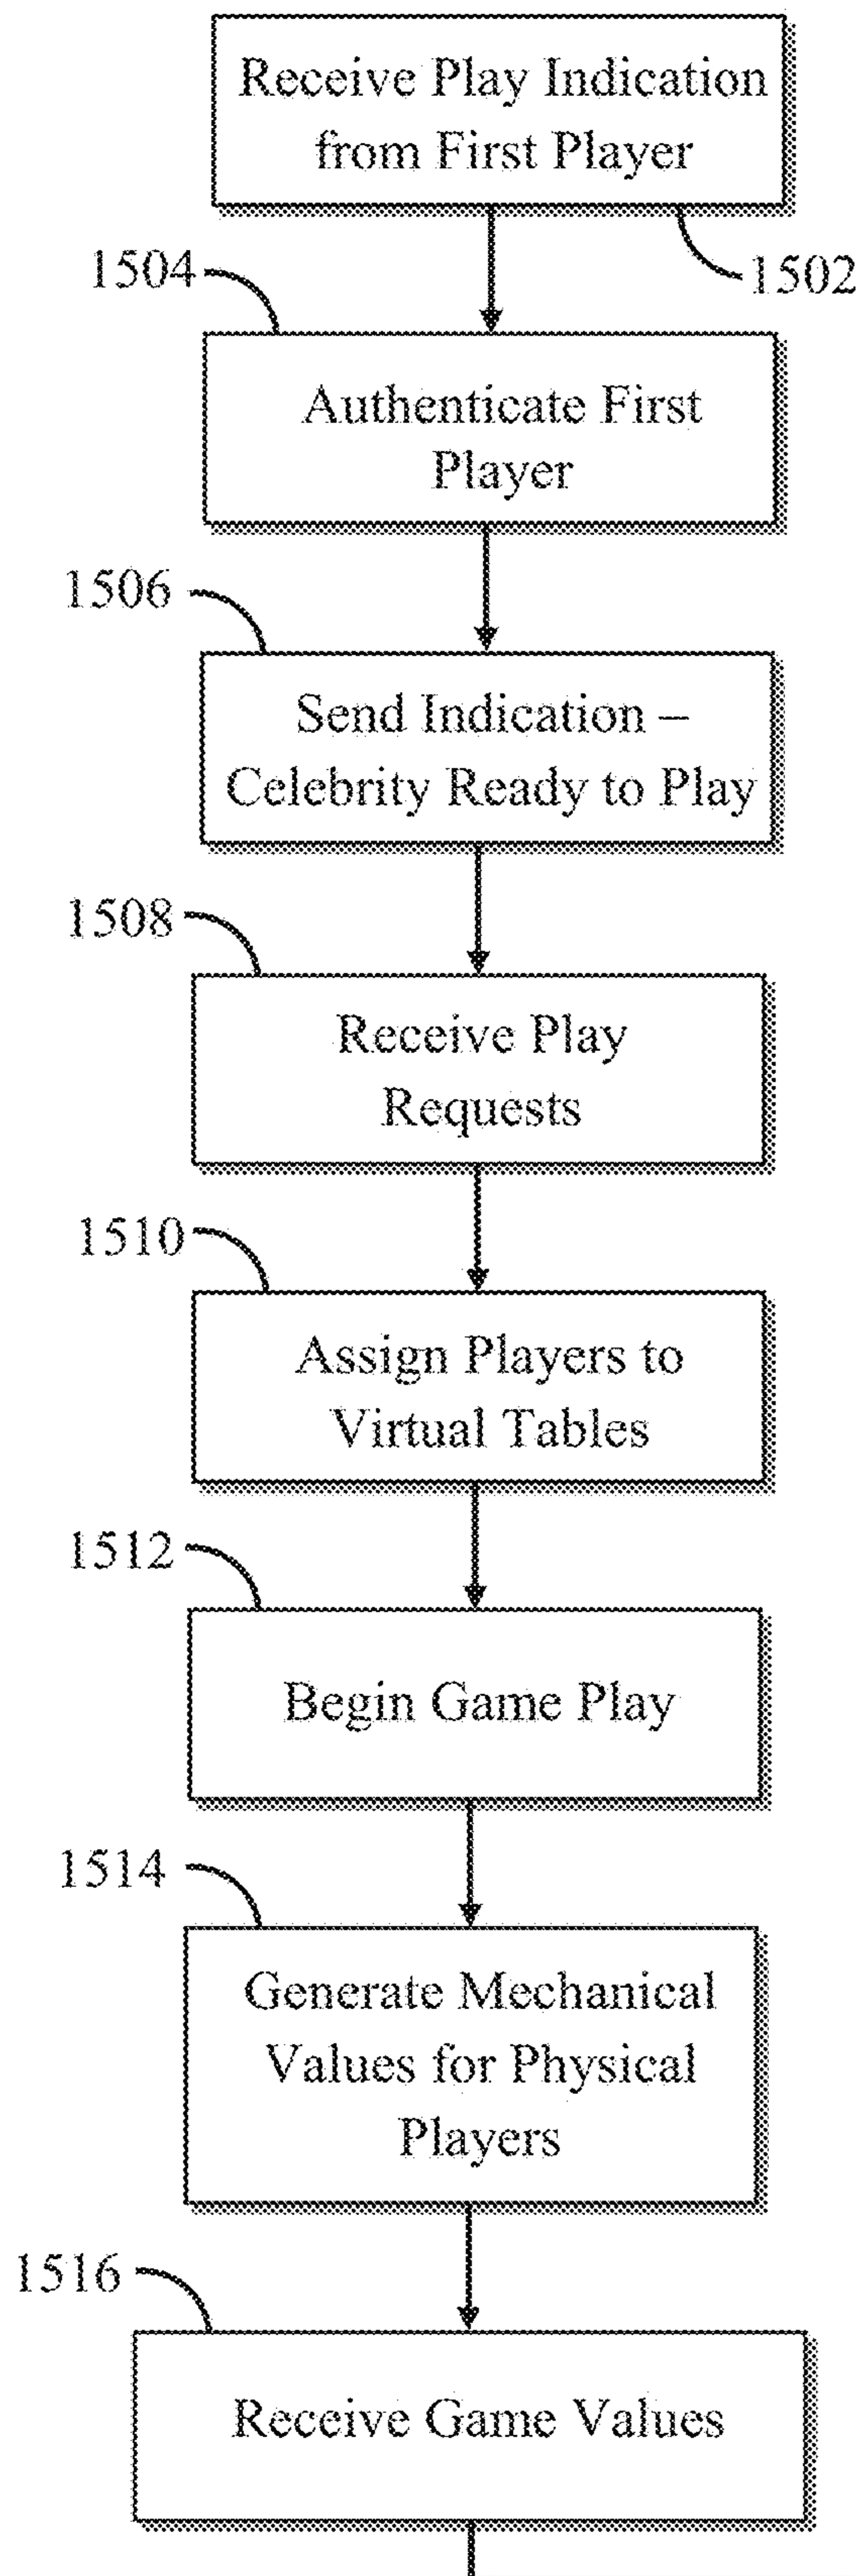 Receive Play Indication
from First Player
1502
1504
Authenticate First
Player
1506
Send Indication –
Celebrity Ready to Play
1508
Receive Play
Requests
1510
Assign Players to
Virtual Tables
1512
Begin Game Play
1514
Generate Mechanical
Values for Physical
Players
1516
Receive Game Values